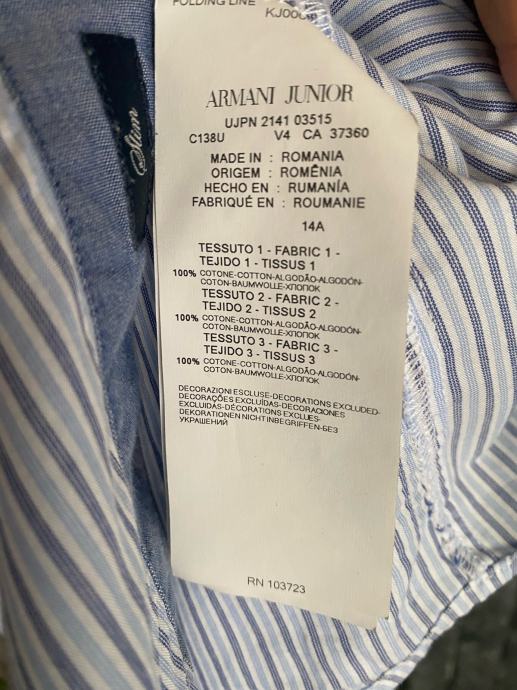 FOLDING LINE
ARMANI JUNIOR
UJPN 2141 03515
C138U V4 CA 37360
MADE IN : ROMANIA
ORIGEM : ROMÊNIA
HECHO EN : RUMANÍA
FABRIQUÉ EN : ROUMANIE
14A
TESSUTO 1 - FABRIC 1 -
TEJIDO 1 - TISSUS 1
100% COTONE-COTTON-ALGODÃO-ALGODÓN-
COTON-BAUMWOLLE-ХЛОПОК
TESSUTO 2 - FABRIC 2 -
TEJIDO 2 - TISSUS 2
100% COTONE-COTTON-ALGODÃO-ALGODÓN-
COTON-BAUMWOLLE-ХЛОПОК
TESSUTO 3 - FABRIC 3 -
TEJIDO 3 - TISSUS 3
100% COTONE-COTTON-ALGODÃO-ALGODÓN-
COTON-BAUMWOLLE-ХЛОПОК
DECORAZIONI ESCLUSE-DECORATIONS EXCLUDED-
DECORAÇÕES EXCLUÍDAS-DECORACIONES
EXCLUIDAS-DÉCORATIONS EXCLUES-
DEKORATIONEN NICHT INBEGRIFFEN-БЕЗ
УКРАШЕНИЙ
RN 103723
Slim